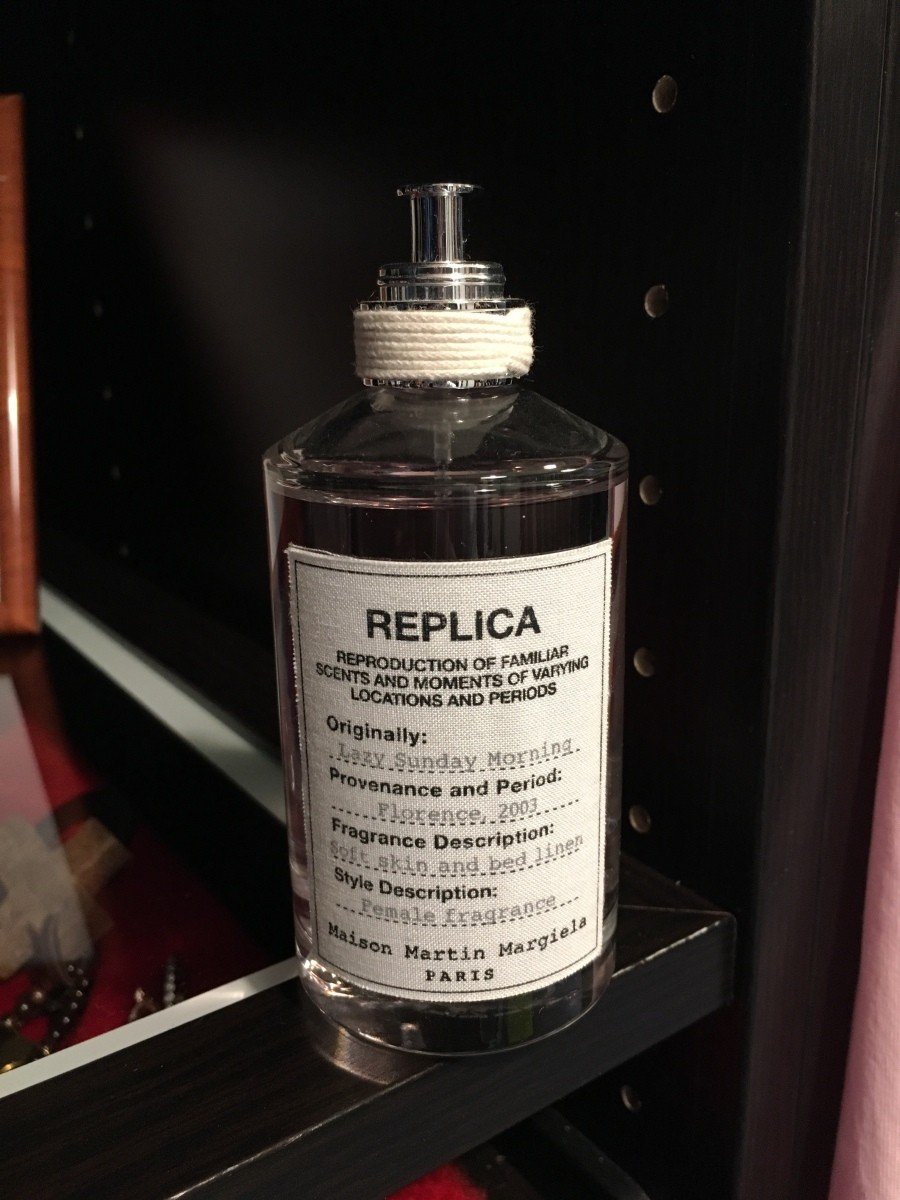 REPLICA
REPRODUCTION OF FAMILIAR
SCENTS AND MOMENTS OF VARYING
LOCATIONS AND PERIODS
Originally:
Lazy Sunday Morning
Provenance and Period:
Florence, 2003
Fragrance Description:
Soft skin and bed linen
Style Description:
Female fragrance
Maison Martin Margiela
PARIS